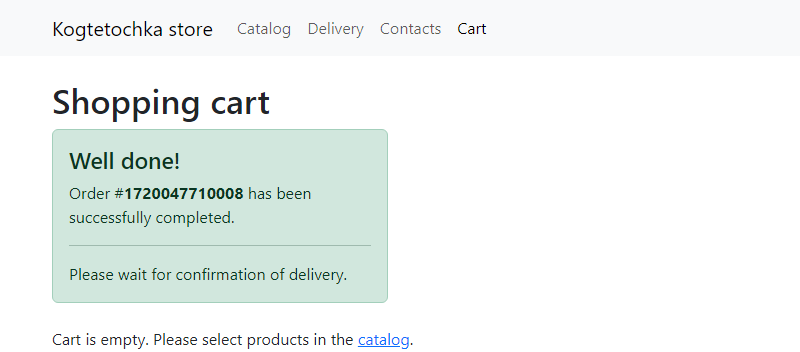 Kogtetochka store Catalog Delivery Contacts Cart
Shopping cart
Well done!
Order #1720047710008 has been
successfully completed.
Please wait for confirmation of delivery.
Cart is empty. Please select products in the catalog.